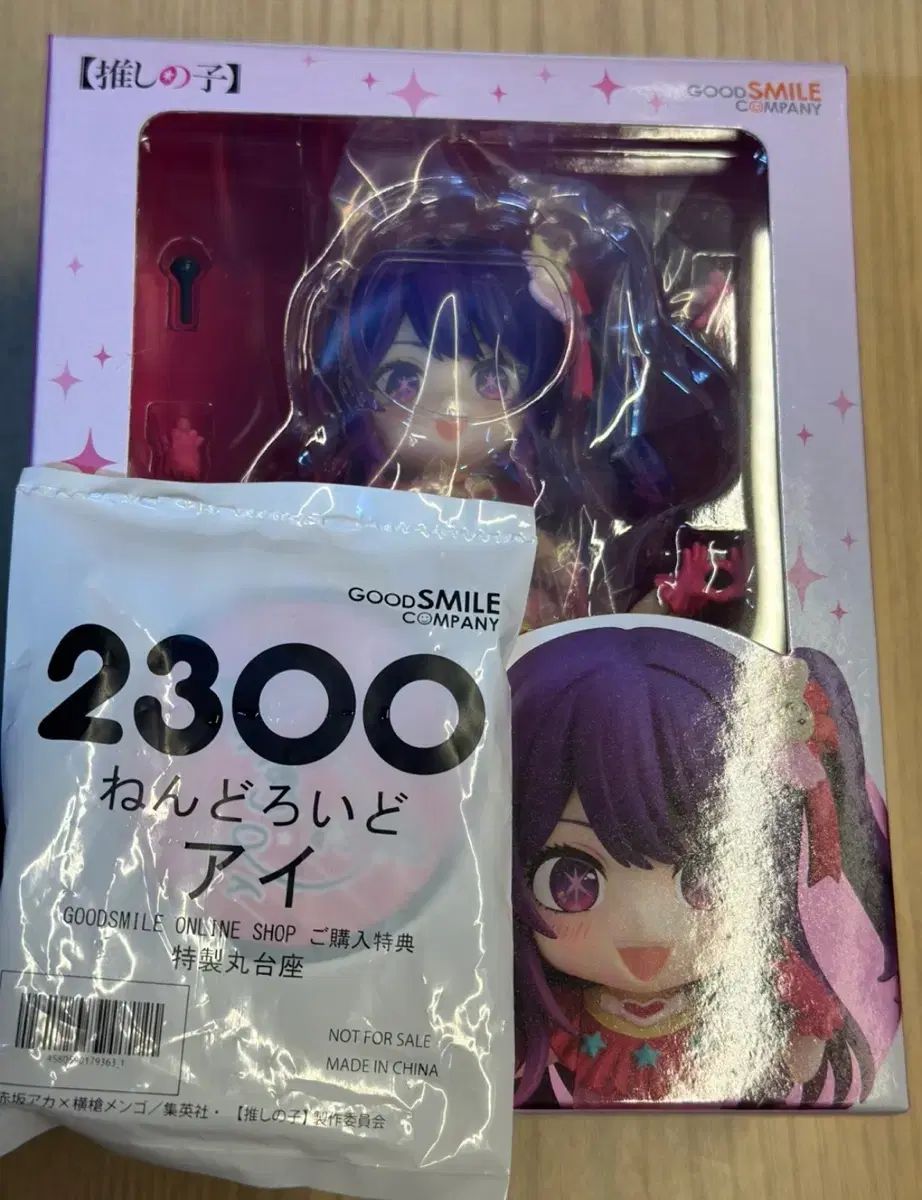 【推しの子】
GOODSMILE
COMPANY
GOODSMILE
COMPANY
2300
ねんどろいど
アイ
GOODSMILE ONLINE SHOP ご購入特典
特製丸台座
NOT FOR SALE
MADE IN CHINA
赤坂アカ×横槍メンゴ／集英社・【推しの子】製作委員会